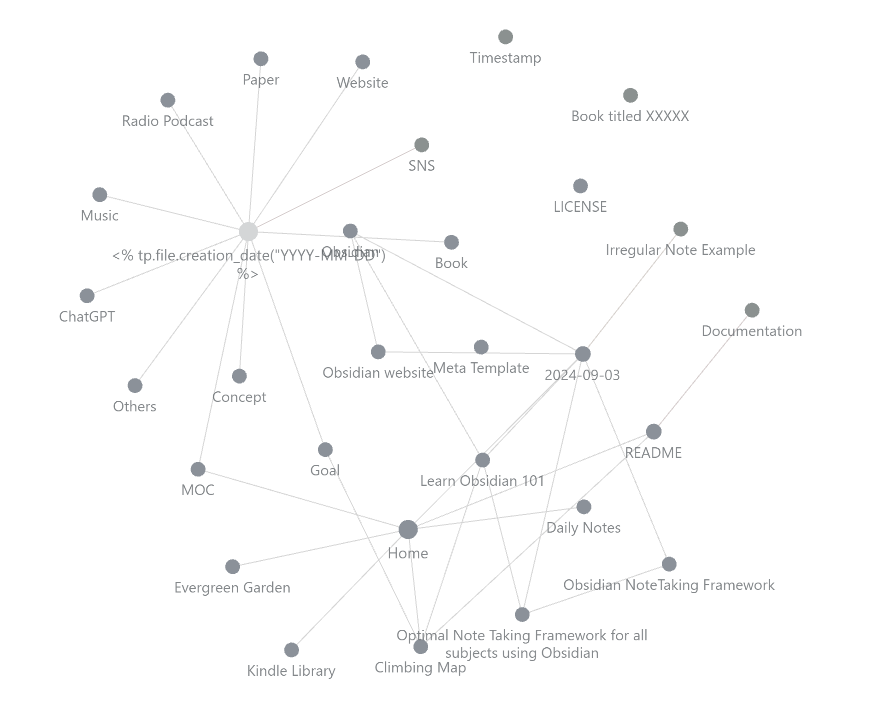 Timestamp
Paper
Website
Book titled XXXXX
Radio Podcast
SNS
LICENSE
Music
Irregular Note Example
<% tp.file.creation_date("YYYY-MM-DD")
%>
Obsidian
Book
ChatGPT
Documentation
Obsidian website
Meta Template
2024-09-03
Concept
Others
README
Goal
Learn Obsidian 101
MOC
Daily Notes
Home
Evergreen Garden
Obsidian NoteTaking Framework
Optimal Note Taking Framework for all
subjects using Obsidian
Kindle Library
Climbing Map